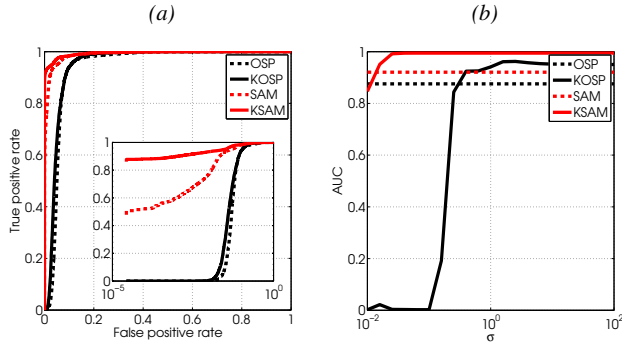 (a)
(b)
1
0.8
0.6
0.4
0.2
0
0 0.2 0.4 0.6 0.8 1
True positive rate
False positive rate
OSP
KOSP
SAM
KSAM
1
0.8
0.6
0.4
0.2
0
10^-5 10^0
1
0.8
0.6
0.4
0.2
0
10^-2 10^0 10^2
AUC
σ
OSP
KOSP
SAM
KSAM